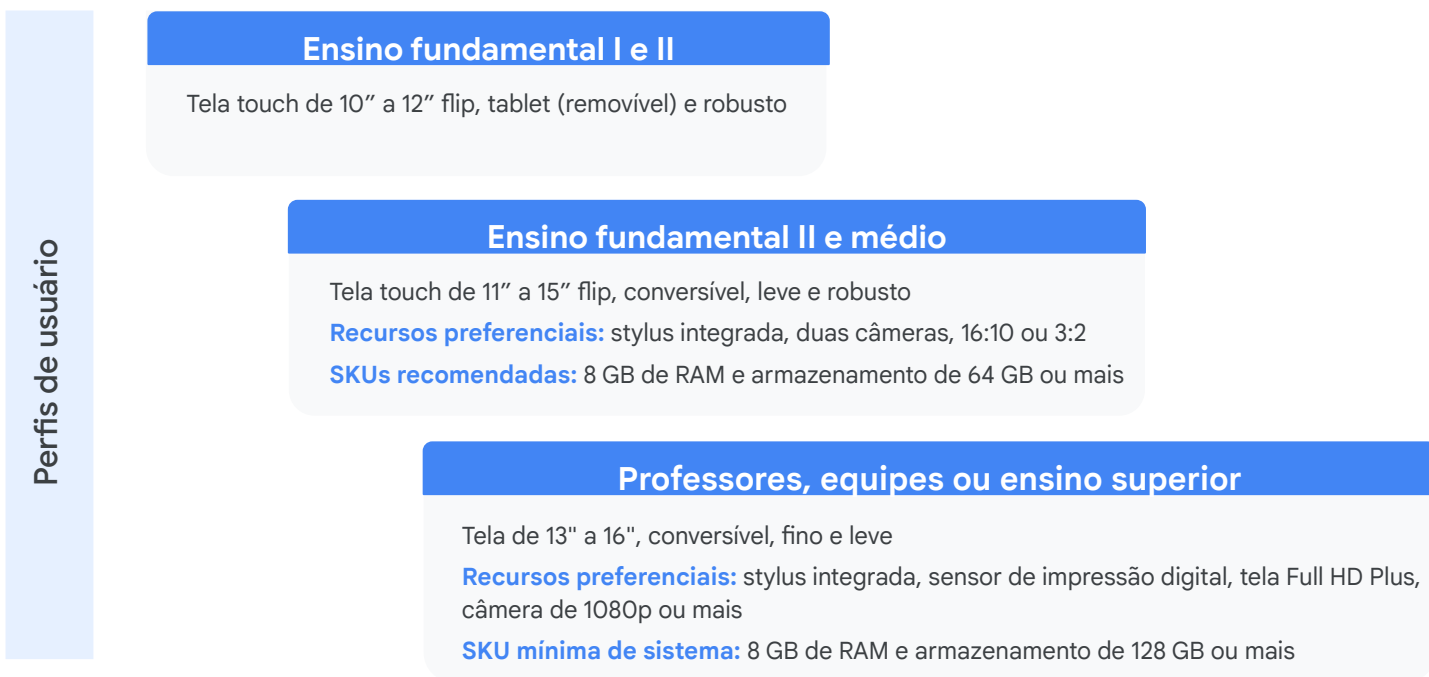 Perfis de usuário
Ensino fundamental I e II
Tela touch de 10″ a 12″ flip, tablet (removível) e robusto
Ensino fundamental II e médio
Tela touch de 11″ a 15″ flip, conversível, leve e robusto
Recursos preferenciais: stylus integrada, duas câmeras, 16:10 ou 3:2
SKUs recomendadas: 8 GB de RAM e armazenamento de 64 GB ou mais
Professores, equipes ou ensino superior
Tela de 13" a 16", conversível, fino e leve
Recursos preferenciais: stylus integrada, sensor de impressão digital, tela Full HD Plus,
câmera de 1080p ou mais
SKU mínima de sistema: 8 GB de RAM e armazenamento de 128 GB ou mais